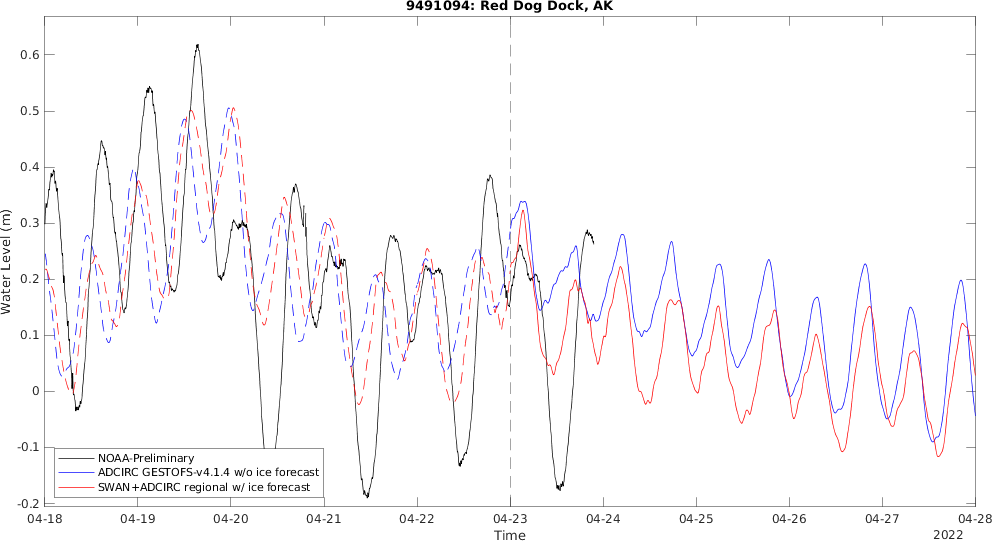 9491094: Red Dog Dock, AK
Water Level (m)
0.6
0.5
0.4
0.3
0.2
0.1
0
-0.1
-0.2
NOAA-Preliminary
ADCIRC GESTOFS-v4.1.4 w/o ice forecast
SWAN+ADCIRC regional w/ ice forecast
04-18 04-19 04-20 04-21 04-22 04-23 04-24 04-25 04-26 04-27 04-28
Time
2022